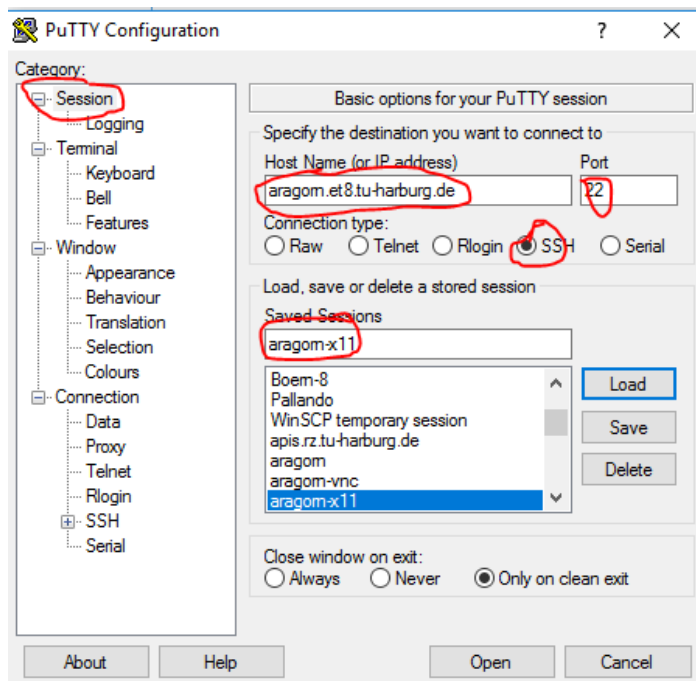 PuTTY Configuration ? ×
Category:
Session
Logging
Terminal
Keyboard
Bell
Features
Window
Appearance
Behaviour
Translation
Selection
Colours
Connection
Data
Proxy
Telnet
Rlogin
SSH
Serial
Basic options for your PuTTY session
Specify the destination you want to connect to
Host Name (or IP address) Port
aragorn.et8.tu-harburg.de 22
Connection type:
Raw Telnet Rlogin SSH Serial
Load, save or delete a stored session
Saved Sessions
aragorn-x11
Boern-8
Pallando
WinSCP temporary session
apis.rz.tu-harburg.de
aragorn
aragorn-vnc
aragorn-x11
Load
Save
Delete
Close window on exit:
Always Never Only on clean exit
About Help Open Cancel